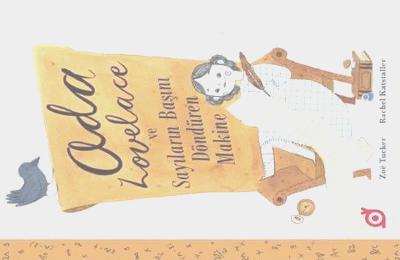 Ada
Lovelace
ve
Sayıların Başını
Döndüren
Makine
Zoë Tucker Rachel Katstaller